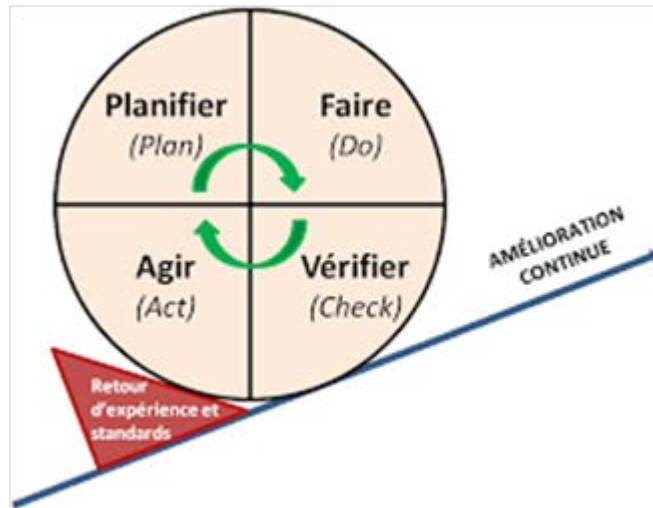 Planifier
(Plan)
Faire
(Do)
Agir
(Act)
Vérifier
(Check)
AMÉLIORATION
CONTINUE
Retour
d'expérience et
standards